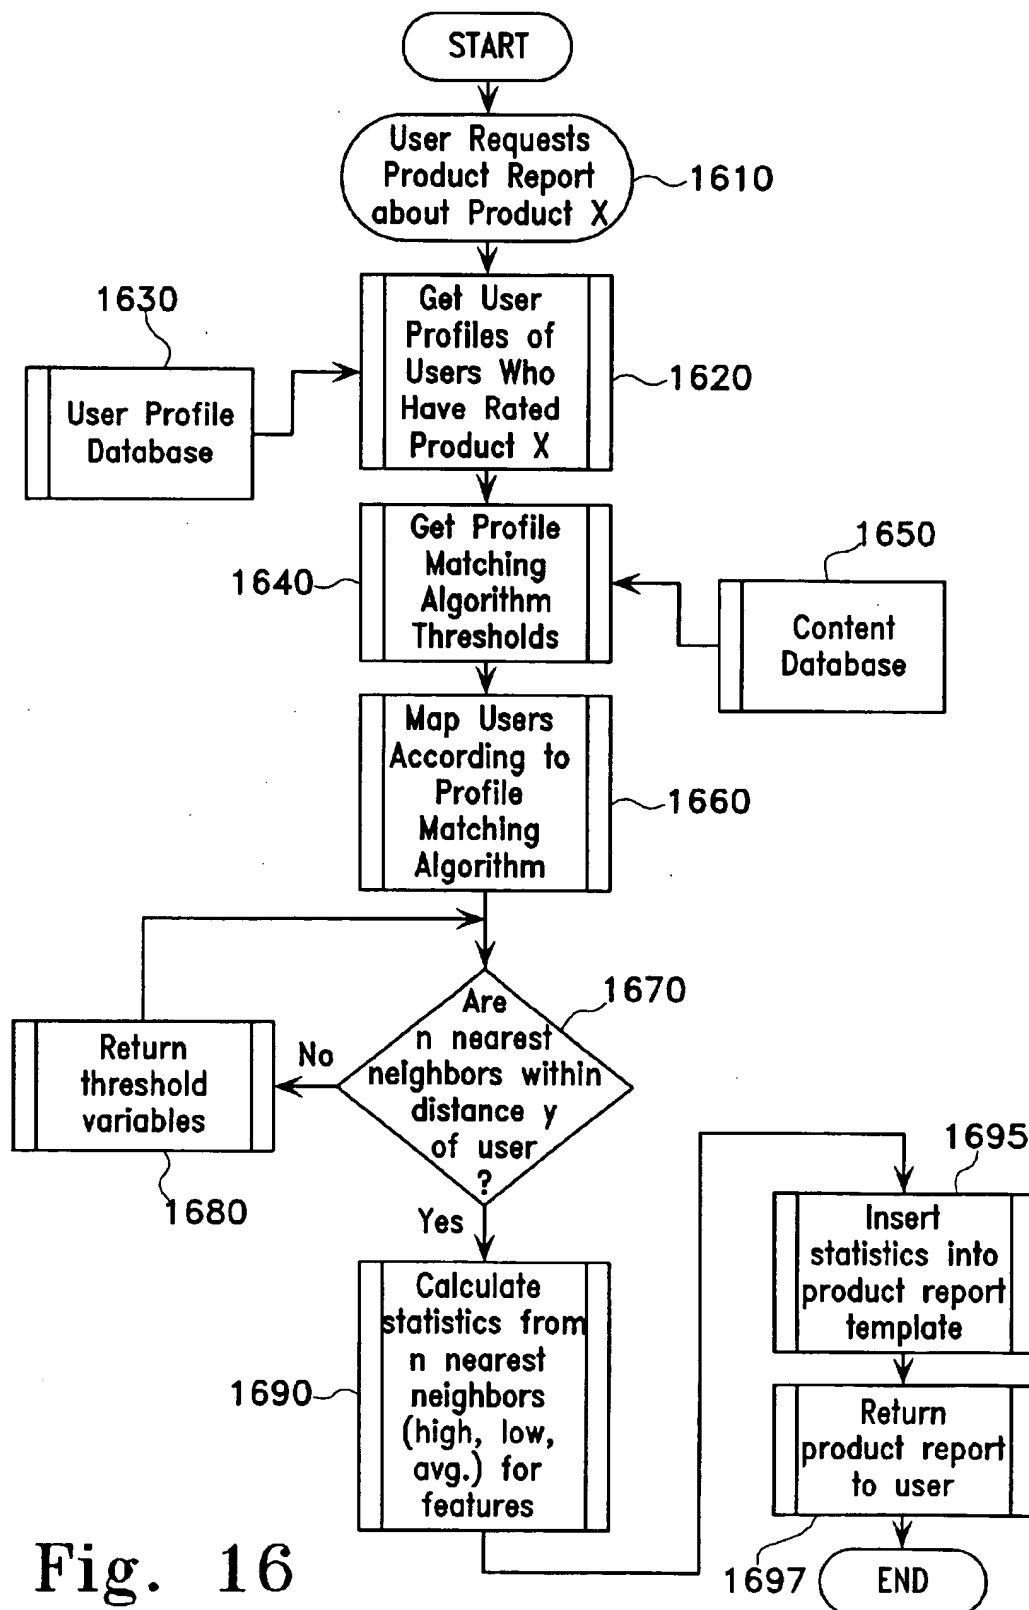 START
User Requests
Product Report
about Product X
1610
1630
Get User
Profiles of
Users Who
Have Rated
Product X
1620
User Profile
Database
Get Profile
Matching
Algorithm
Thresholds
1640
1650
Content
Database
Map Users
According to
Profile
Matching
Algorithm
1660
Are
n nearest
neighbors within
distance y
of user
?
1670
No
Return
threshold
variables
1680
Yes
Calculate
statistics from
n nearest
neighbors
(high, low,
avg.) for
features
1690
1695
Insert
statistics into
product report
template
Return
product report
to user
1697
END
Fig. 16